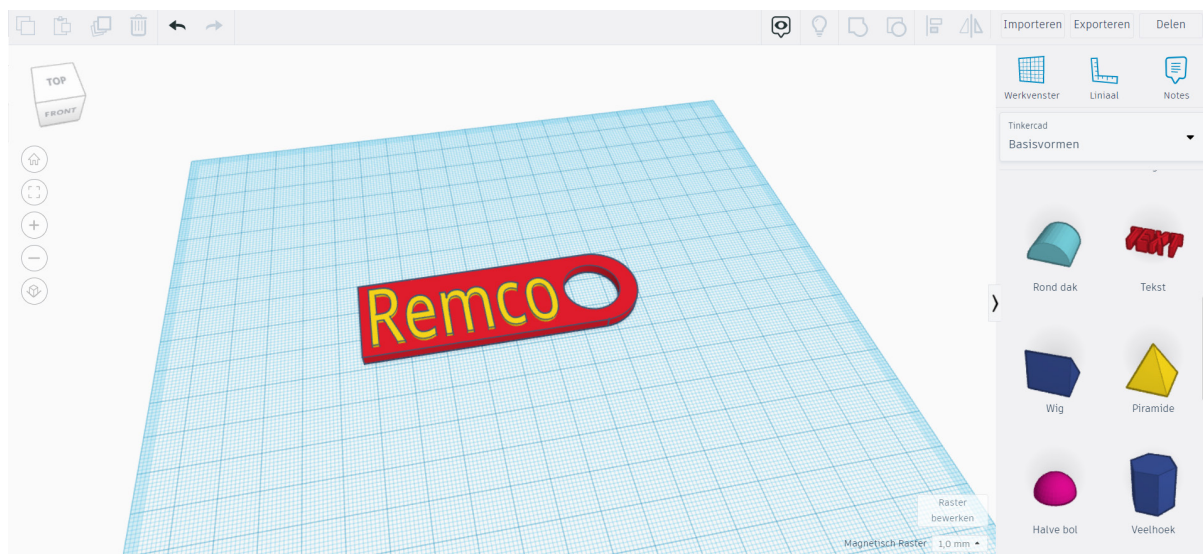 Importeren Exporteren Delen
TOP
FRONT
Werkvenster Liniaal Notes
Tinkercad
Basisvormen
Rond dak Tekst
Remco
Wig Piramide
Halve bol Veelhoek
Raster
bewerken
Magnetisch Raster 1,0 mm